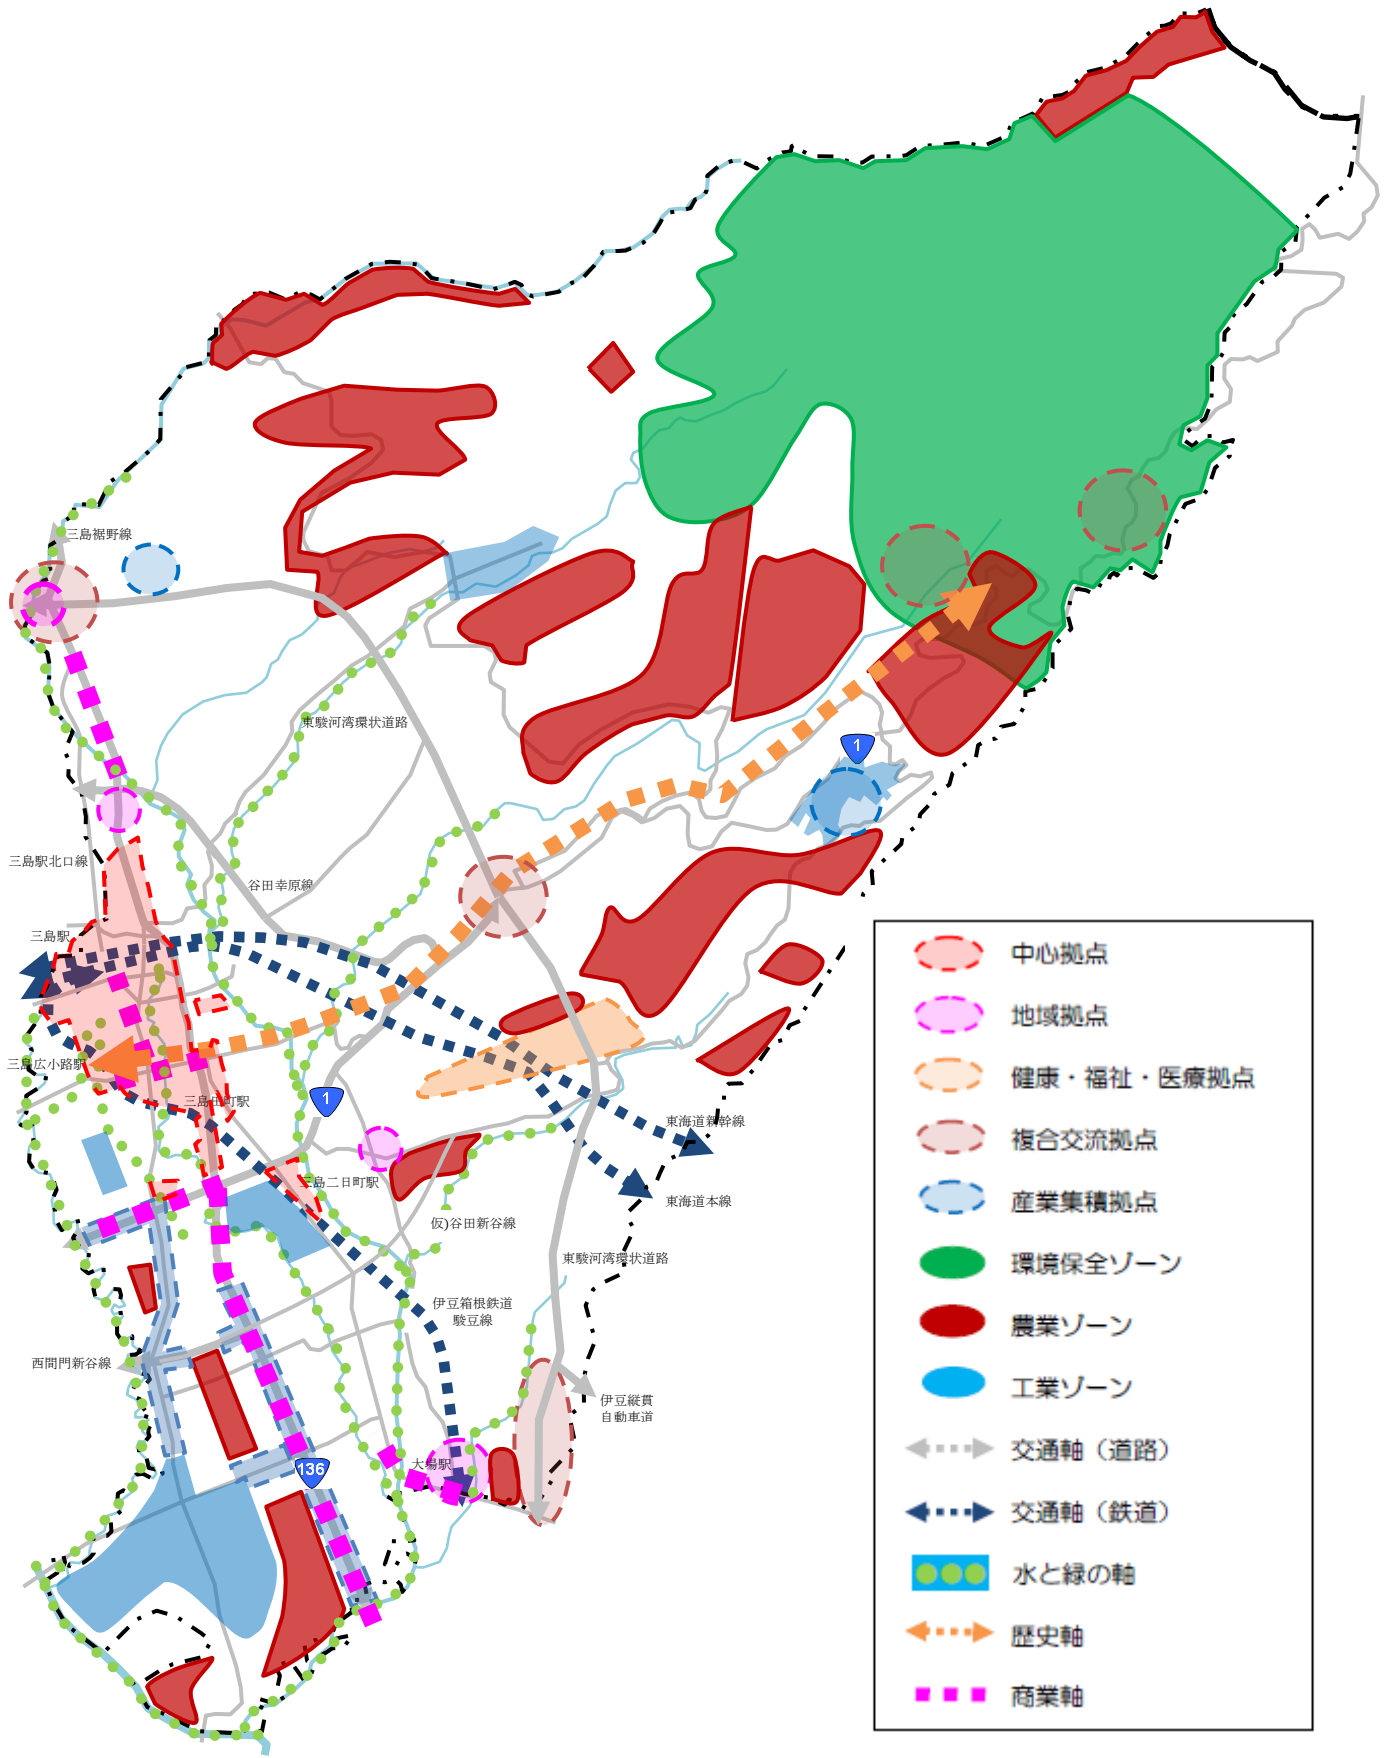 三島裾野線
東駿河湾環状道路
1
三島駅北口線
谷田幸原線
三島駅
三島広小路駅
三島田町駅
1
東海道新幹線
三島二日町駅
東海道本線
仮)谷田新谷線
東駿河湾環状道路
伊豆箱根鉄道
駿豆線
西間門新谷線
伊豆縦貫
自動車道
大場駅
136
中心拠点
地域拠点
健康・福祉・医療拠点
複合交流拠点
産業集積拠点
環境保全ゾーン
農業ゾーン
工業ゾーン
交通軸（道路）
交通軸（鉄道）
水と緑の軸
歴史軸
商業軸